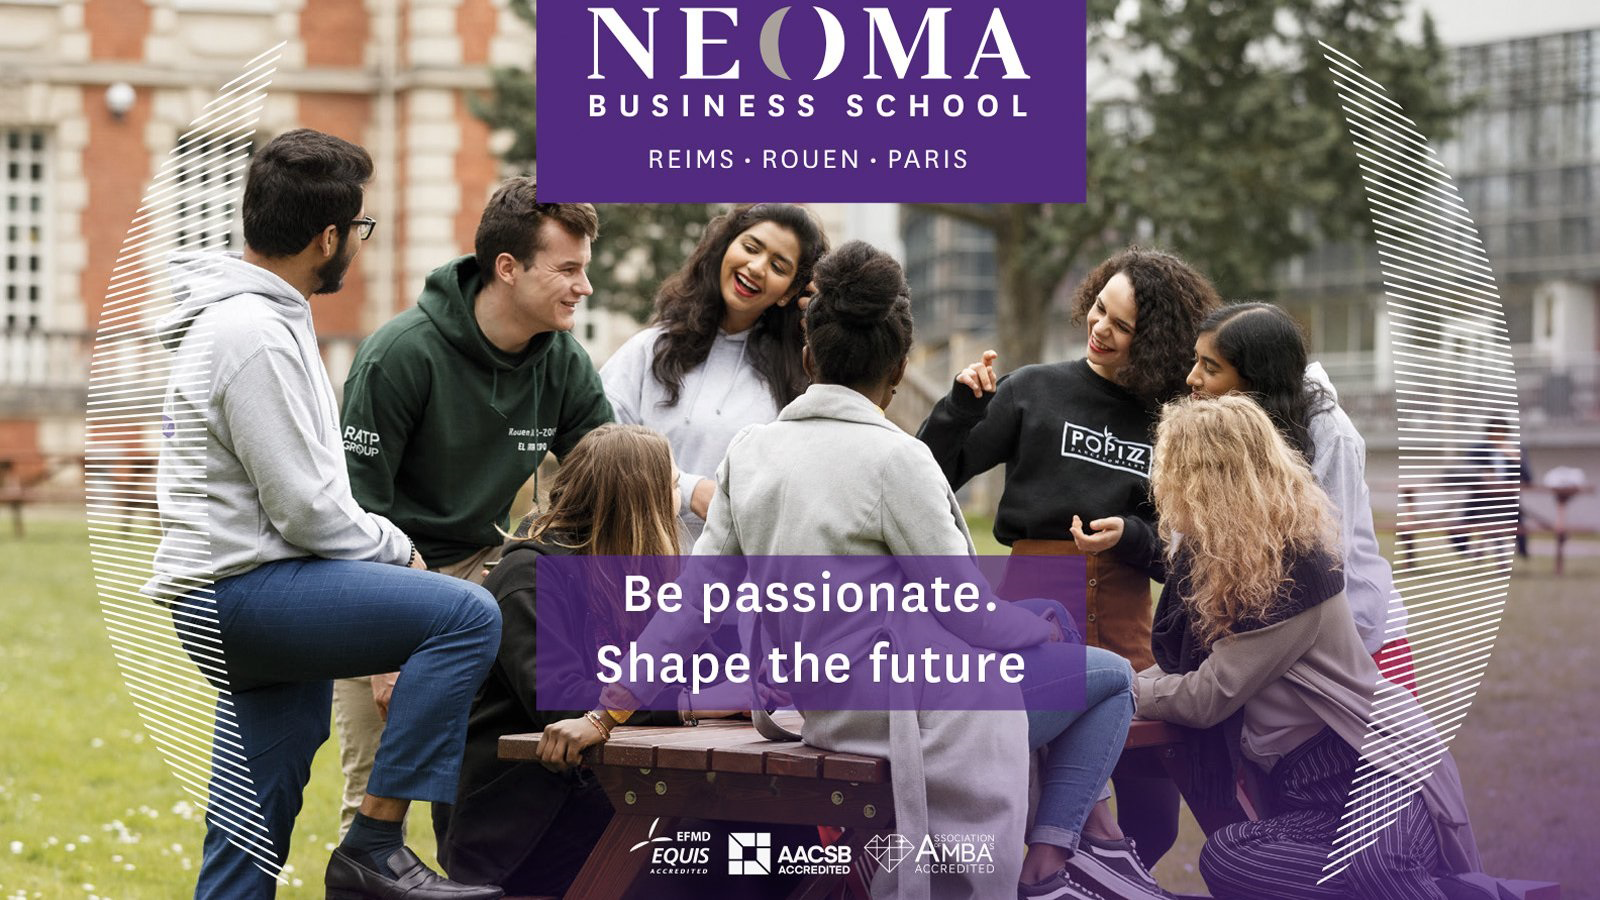 NEOMA
BUSINESS SCHOOL
REIMS • ROUEN • PARIS
RATP
GROUP
POPIZZ
Be passionate.
Shape the future
EFMD
EQUIS
ACCREDITED
AACSB
ACCREDITED
ASSOCIATION
AMBA
ACCREDITED